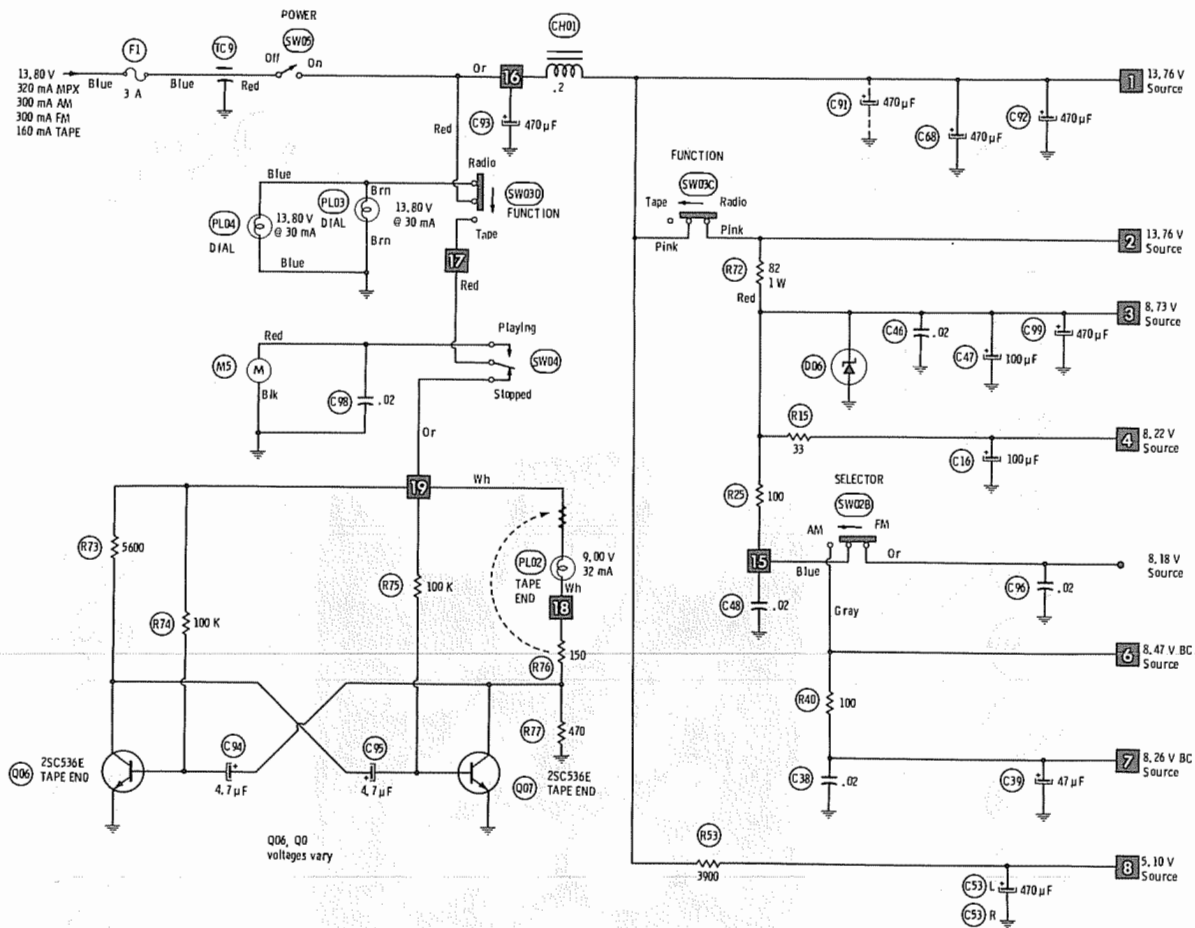 POWER
F1
TC9
SW05
CH01
Off
On
Or
16
.2
13.80 V
320 mA MPX
300 mA AM
300 mA FM
160 mA TAPE
Blue
3 A
Blue
Red
1
13.76 V
Source
C93
470 µF
C91
470 µF
C68
470 µF
C92
470 µF
Red
Radio
SW030
FUNCTION
Tape
Blue
Brn
PL03
DIAL
13.80 V
@ 30 mA
PL04
DIAL
13.80 V
@ 30 mA
Brn
Blue
17
Red
FUNCTION
SW03C
Tape
Radio
Pink
Pink
2
13.76 V
Source
R72
82
1 W
Red
3
8.73 V
Source
D06
C46
.02
C47
100 µF
C99
470 µF
Red
Playing
SW04
Stopped
M5
M
Blk
C98
.02
Or
R15
33
C16
100 µF
4
8.22 V
Source
R25
100
SELECTOR
SW02B
AM
FM
Or
15
Blue
8.18 V
Source
C48
.02
C96
.02
Gray
19
Wh
R73
5600
R74
100 K
R75
100 K
PL02
TAPE
END
9.00 V
32 mA
Wh
18
150
R76
R77
470
6
8.47 V BC
Source
R40
100
7
8.26 V BC
Source
C38
.02
C39
47 µF
Q06
2SC536E
TAPE END
C94
4.7 µF
C95
4.7 µF
Q07
2SC536E
TAPE END
Q06, Q0
voltages vary
R53
3900
8
5.10 V
Source
C53 L
470 µF
C53 R